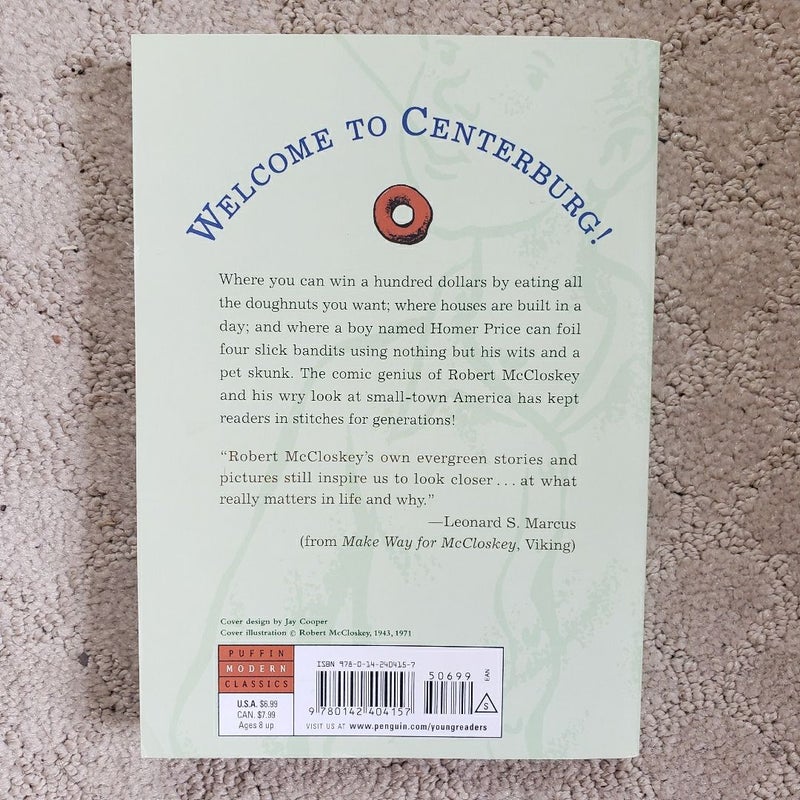 WELCOME TO CENTERBURG!
Where you can win a hundred dollars by eating all
the doughnuts you want; where houses are built in a
day; and where a boy named Homer Price can foil
four slick bandits using nothing but his wits and a
pet skunk. The comic genius of Robert McCloskey
and his wry look at small-town America has kept
readers in stitches for generations!
“Robert McCloskey’s own evergreen stories and
pictures still inspire us to look closer . . . at what
really matters in life and why.”
—Leonard S. Marcus
(from Make Way for McCloskey, Viking)
Cover design by Jay Cooper
Cover illustration © Robert McCloskey, 1943, 1971
PUFFIN
MODERN
CLASSICS
U.S.A. $6.99
CAN. $7.99
Ages 8 up
ISBN 978-0-14-240415-7
50699
EAN
S
9 780142 404157
VISIT US AT www.penguin.com/youngreaders